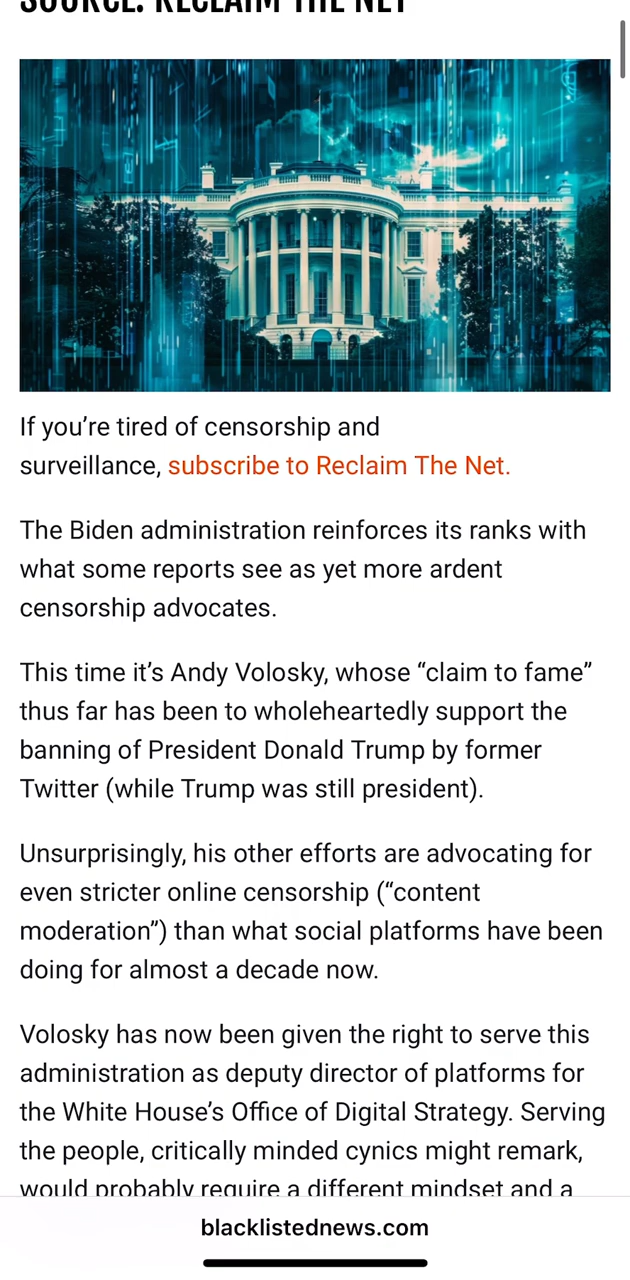 SOURCE: RECLAIM THE NET
If you’re tired of censorship and
surveillance, subscribe to Reclaim The Net.
The Biden administration reinforces its ranks with
what some reports see as yet more ardent
censorship advocates.
This time it’s Andy Volosky, whose “claim to fame”
thus far has been to wholeheartedly support the
banning of President Donald Trump by former
Twitter (while Trump was still president).
Unsurprisingly, his other efforts are advocating for
even stricter online censorship (“content
moderation”) than what social platforms have been
doing for almost a decade now.
Volosky has now been given the right to serve this
administration as deputy director of platforms for
the White House’s Office of Digital Strategy. Serving
the people, critically minded cynics might remark,
would probably require a different mindset and a
blacklistednews.com